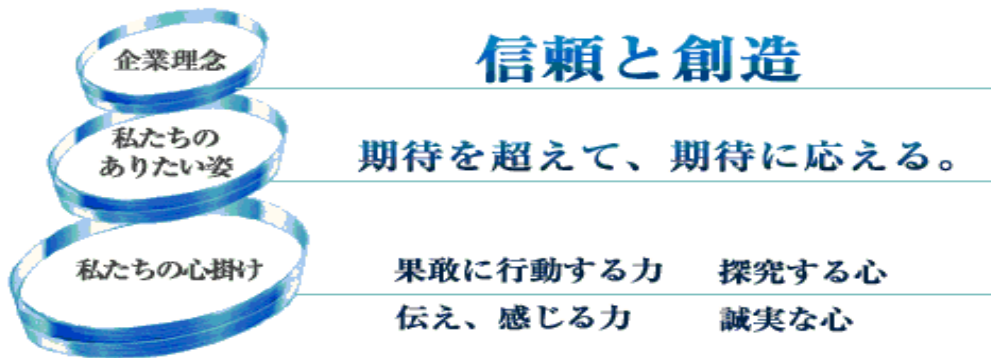 企業理念
信頼と創造
私たちの
ありたい姿
期待を超えて、期待に応える。
私たちの心掛け
果敢に行動する力 探究する心
伝え、感じる力 誠実な心